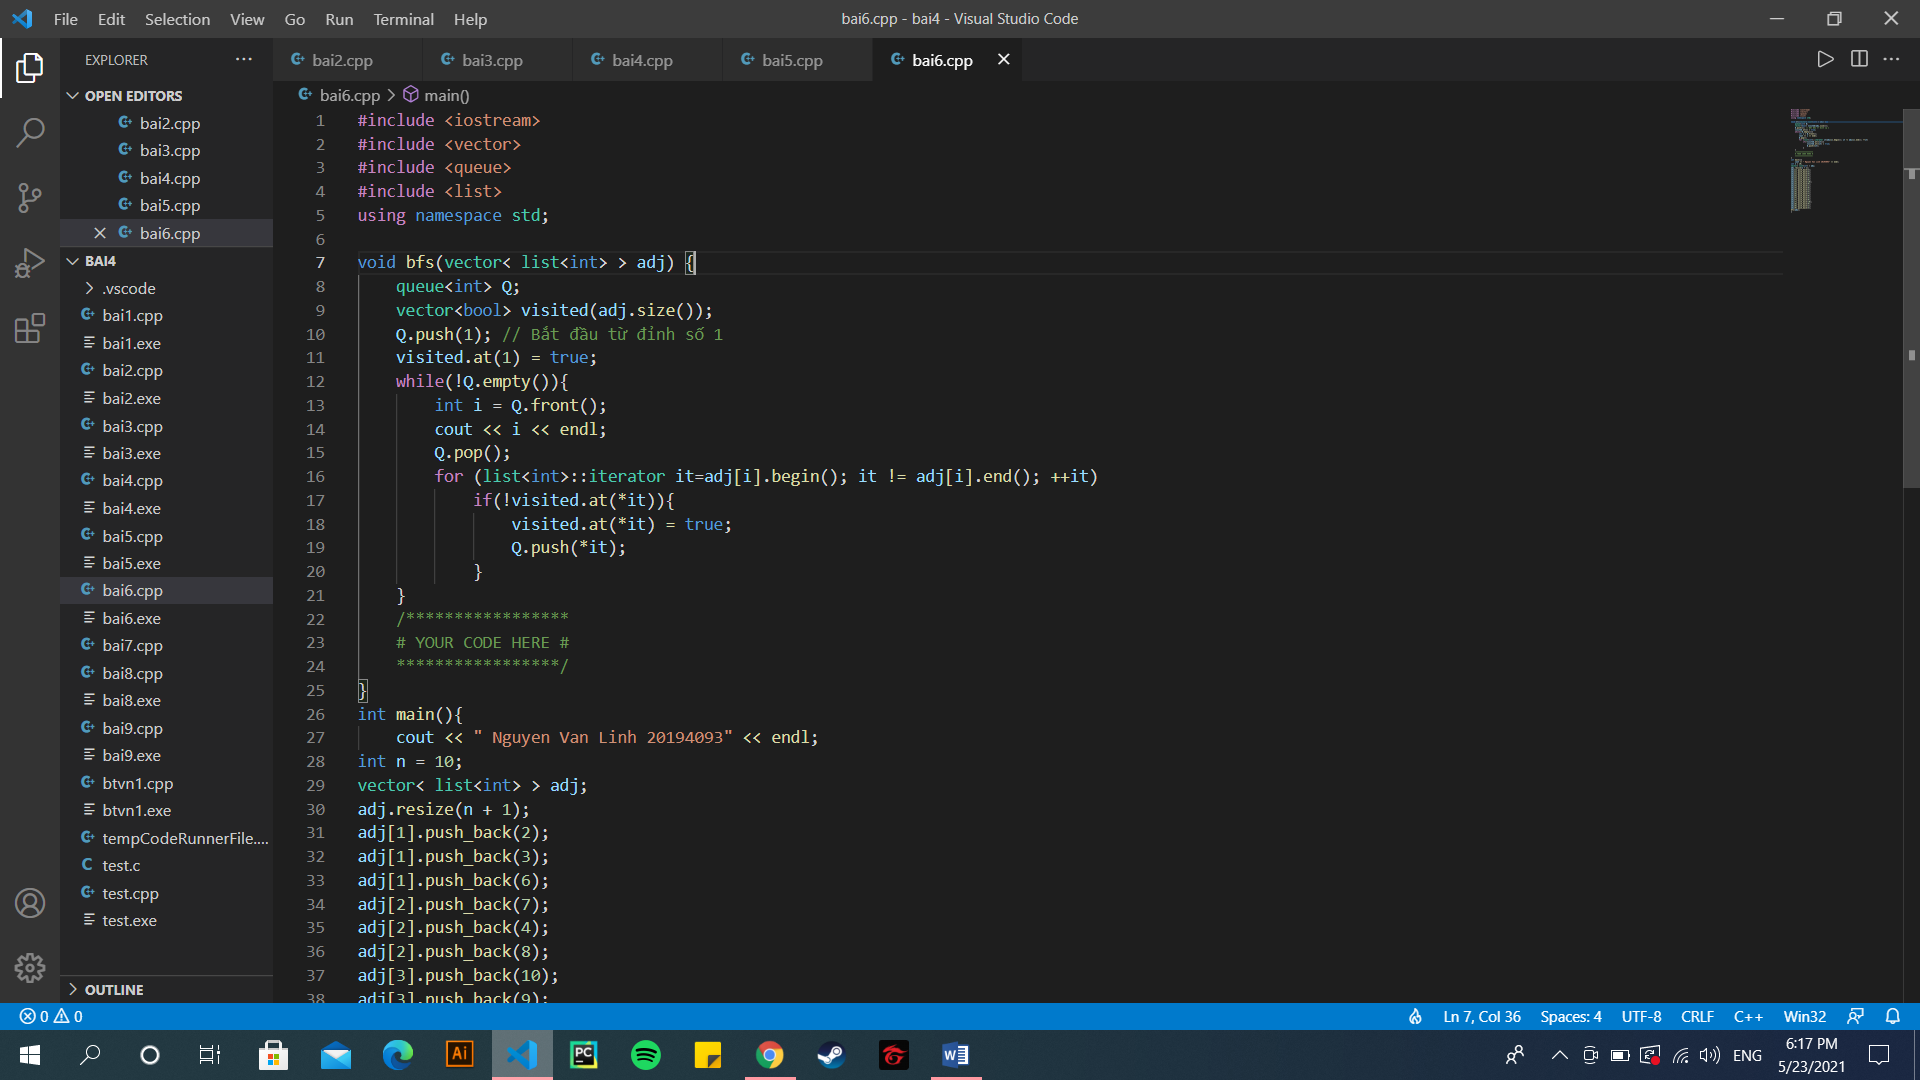 File Edit Selection View Go Run Terminal Help
bai6.cpp - bai4 - Visual Studio Code
EXPLORER
OPEN EDITORS
bai2.cpp
bai3.cpp
bai4.cpp
bai5.cpp
bai6.cpp
BAI4
.vscode
bai1.cpp
bai1.exe
bai2.cpp
bai2.exe
bai3.cpp
bai3.exe
bai4.cpp
bai4.exe
bai5.cpp
bai5.exe
bai6.cpp
bai6.exe
bai7.cpp
bai8.cpp
bai8.exe
bai9.cpp
bai9.exe
btvn1.cpp
btvn1.exe
tempCodeRunnerFile....
test.c
test.cpp
test.exe
OUTLINE
bai2.cpp bai3.cpp bai4.cpp bai5.cpp bai6.cpp
bai6.cpp > main()
1 #include <iostream>
2 #include <vector>
3 #include <queue>
4 #include <list>
5 using namespace std;
6
7 void bfs(vector< list<int> > adj) {
8 queue<int> Q;
9 vector<bool> visited(adj.size());
10 Q.push(1); // Bắt đầu từ đỉnh số 1
11 visited.at(1) = true;
12 while(!Q.empty()){
13 int i = Q.front();
14 cout << i << endl;
15 Q.pop();
16 for (list<int>::iterator it=adj[i].begin(); it != adj[i].end(); ++it)
17 if(!visited.at(*it)){
18 visited.at(*it) = true;
19 Q.push(*it);
20 }
21 }
22 /*****************
23 # YOUR CODE HERE #
24 *****************/
25 }
26 int main(){
27 cout << " Nguyen Van Linh 20194093" << endl;
28 int n = 10;
29 vector< list<int> > adj;
30 adj.resize(n + 1);
31 adj[1].push_back(2);
32 adj[1].push_back(3);
33 adj[1].push_back(6);
34 adj[2].push_back(7);
35 adj[2].push_back(4);
36 adj[2].push_back(8);
37 adj[3].push_back(10);
38 adj[3].push_back(9);
0 0
Ln 7, Col 36 Spaces: 4 UTF-8 CRLF C++ Win32
Ai PC W
ENG
6:17 PM
5/23/2021